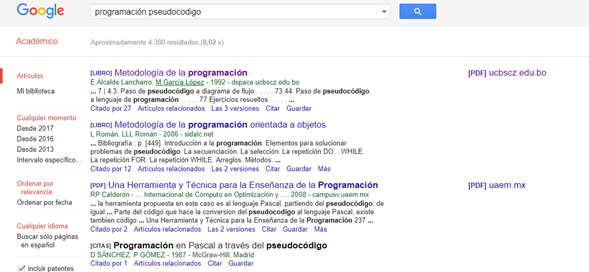 Google
programación pseudocodigo
Académico
Aproximadamente 4.380 resultados (0,02 s)
Artículos
Mi biblioteca
Cualquier momento
Desde 2017
Desde 2016
Desde 2013
Intervalo específico...
Ordenar por relevancia
Ordenar por fecha
Cualquier idioma
Buscar sólo páginas en español
incluir patentes
[LIBRO] Metodología de la programación
E Alcalde Lancharro, M García López - 1992 - dspace.ucbscz.edu.bo
... 7 | 4.3. Paso de pseudocódigo a diagrama de flujo . . . . . 73 44. Paso de pseudocódigo
a lenguaje de programación . . . . . 77 Ejercicios resueltos . . . . ...
Citado por 27 Artículos relacionados Las 3 versiones Citar Guardar
[PDF] ucbscz.edu.bo
[LIBRO] Metodología de la programación orientada a objetos
L Román, LLL Román - 2006 - sidalc.net
... Bibliografía : p. [449]. Introducción a la programación. Elementos para solucionar
problemas de pseudocódigo. La secuenciación. La selección. La repetición DO... WHILE.
La repetición FOR. La repetición WHILE. Arreglos. Métodos. ...
Citado por 12 Artículos relacionados Las 2 versiones Citar Guardar Más
[PDF] Una Herramienta y Técnica para la Enseñanza de la Programación
RP Calderón - ... Internacional de Cómputo en Optimización y ..., 2008 - campusv.uaem.mx
... la herramienta propuesta en este caso es al lenguaje Pascal, partiendo del pseudocódigo, de
igual ... Parte del código que hace la conversion del pseudocodigo al lenguaje Pascal, existe
tambien código ... Una Herramienta y Técnica para la Enseñanza de la Programación 237 ...
Citado por 2 Artículos relacionados Las 2 versiones Citar Guardar Más
[PDF] uaem.mx
[CITAS] Programación en Pascal a través del pseudocódigo
D SÁNCHEZ, P GÓMEZ - 1987 - McGraw-Hill, Madrid
Citado por 1 Artículos relacionados Citar Guardar